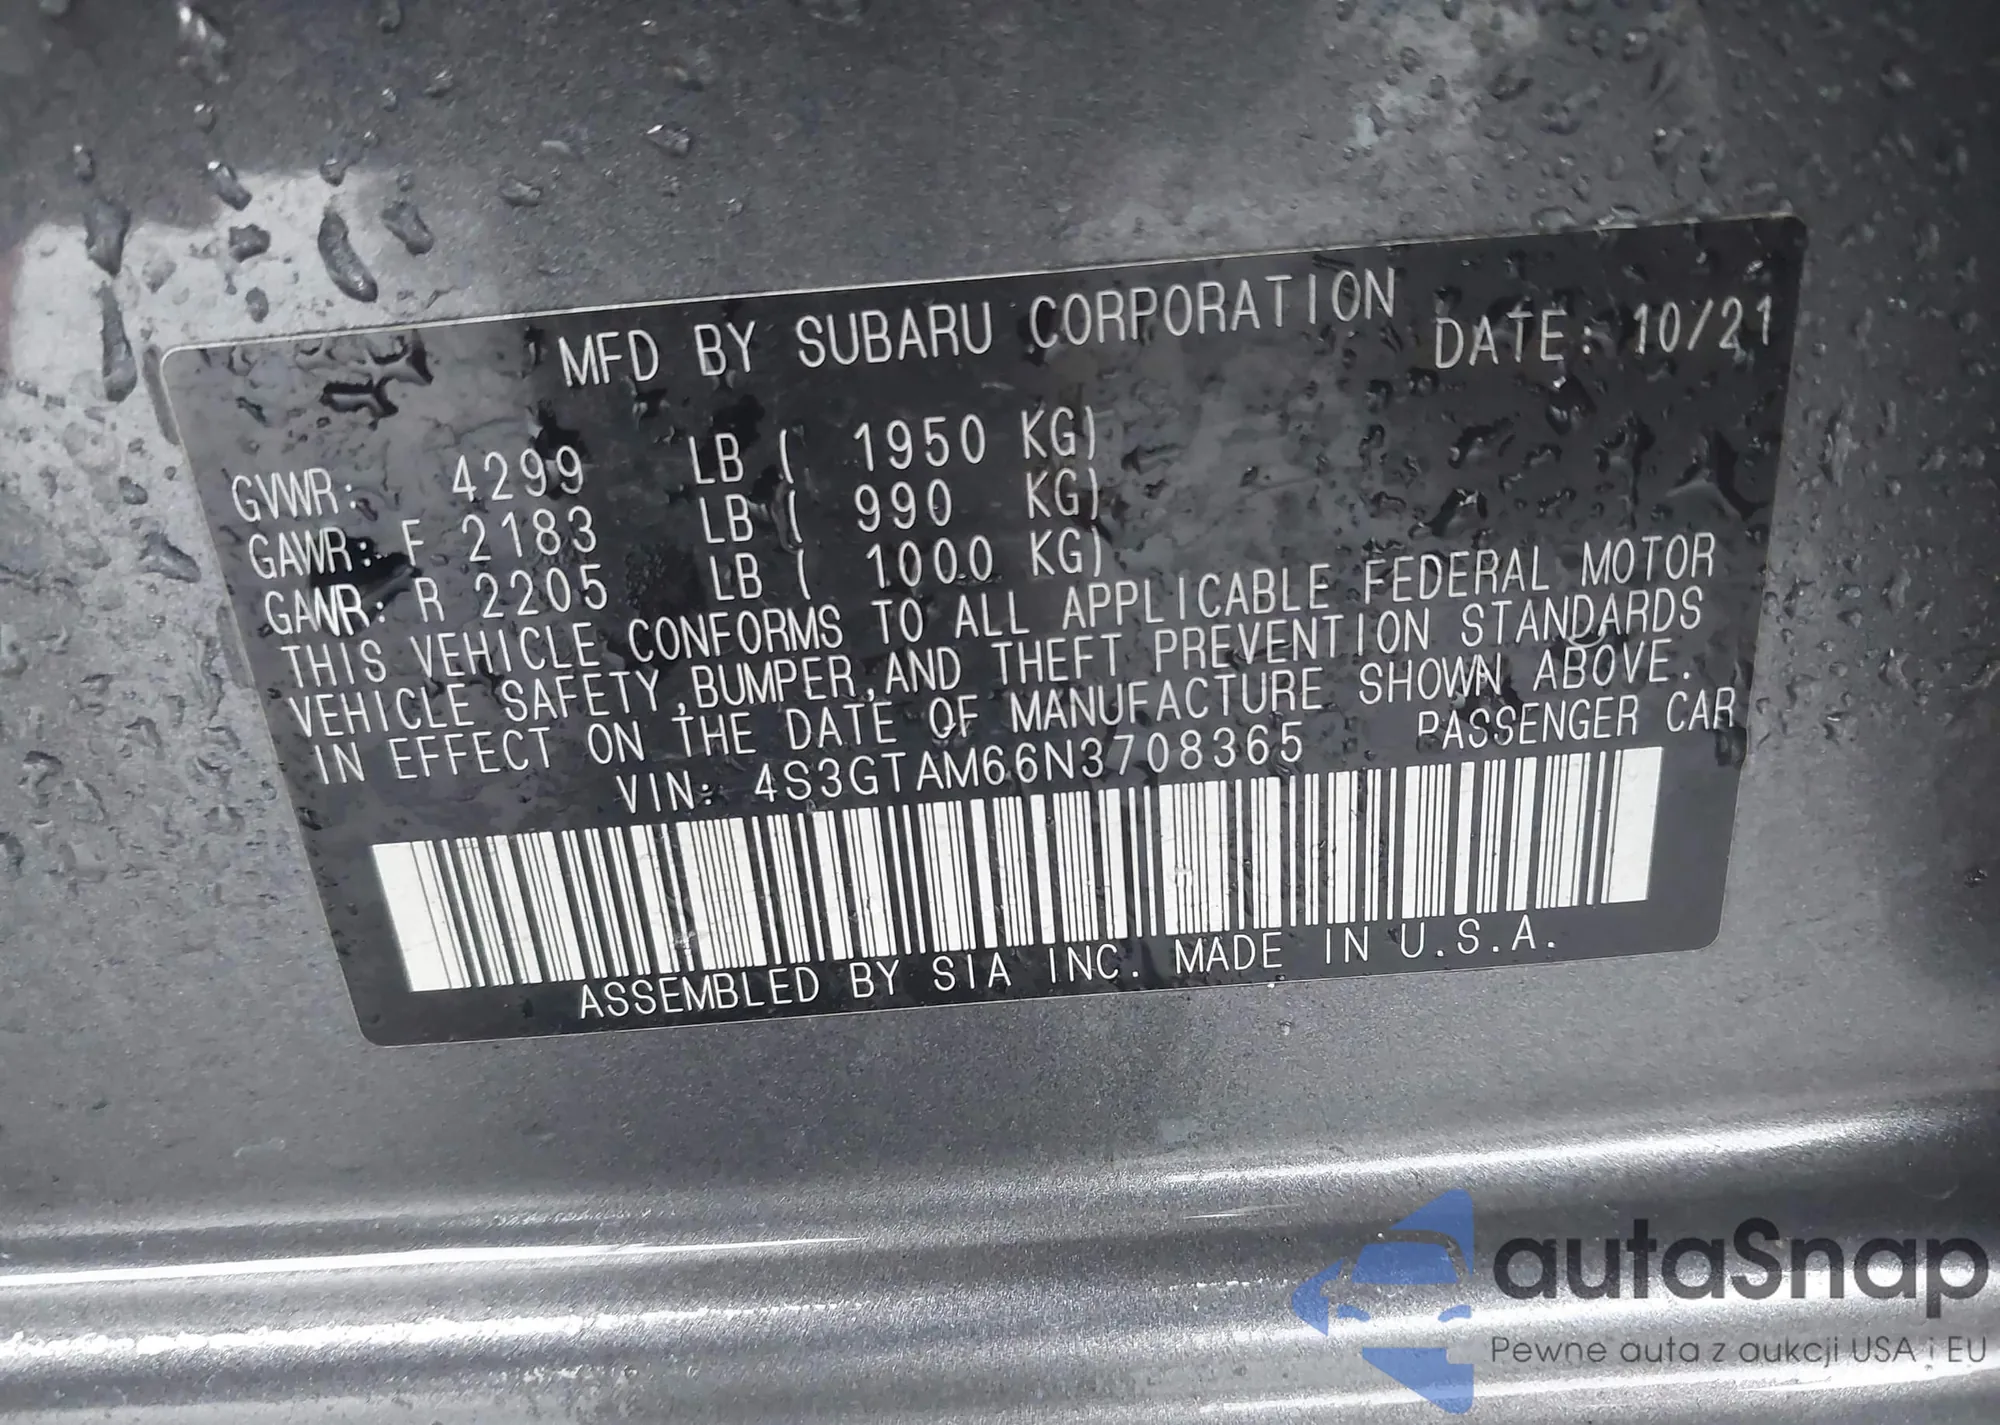 MFD BY SUBARU CORPORATION DATE: 10/21
GVWR: 4299 LB ( 1950 KG)
GAWR: F 2183 LB ( 990 KG)
GAWR: R 2205 LB ( 1000 KG)
THIS VEHICLE CONFORMS TO ALL APPLICABLE FEDERAL MOTOR
VEHICLE SAFETY,BUMPER,AND THEFT PREVENTION STANDARDS
IN EFFECT ON THE DATE OF MANUFACTURE SHOWN ABOVE.
VIN: 4S3GTAM66N3708365 PASSENGER CAR
ASSEMBLED BY SIA INC. MADE IN U.S.A.
autaSnap
Pewne auta z aukcji USA i EU